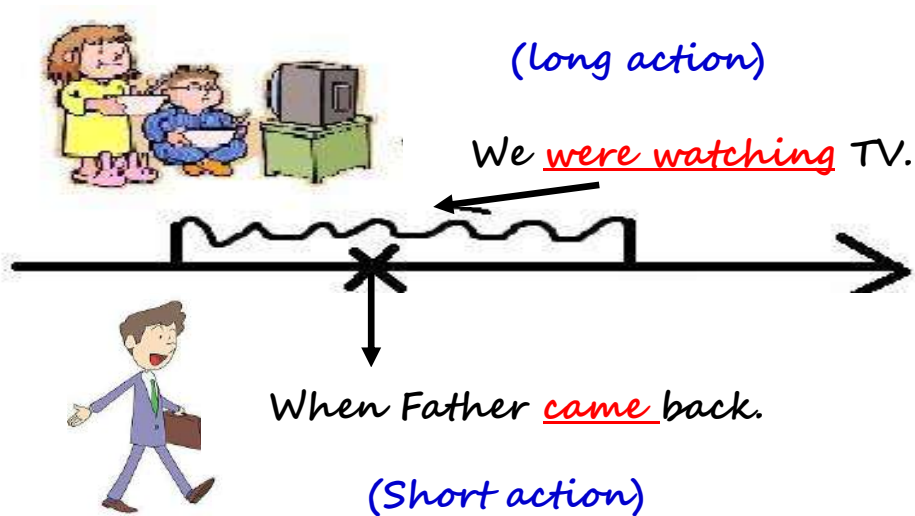 (long action)
We were watching TV.
When Father came back.
(Short action)